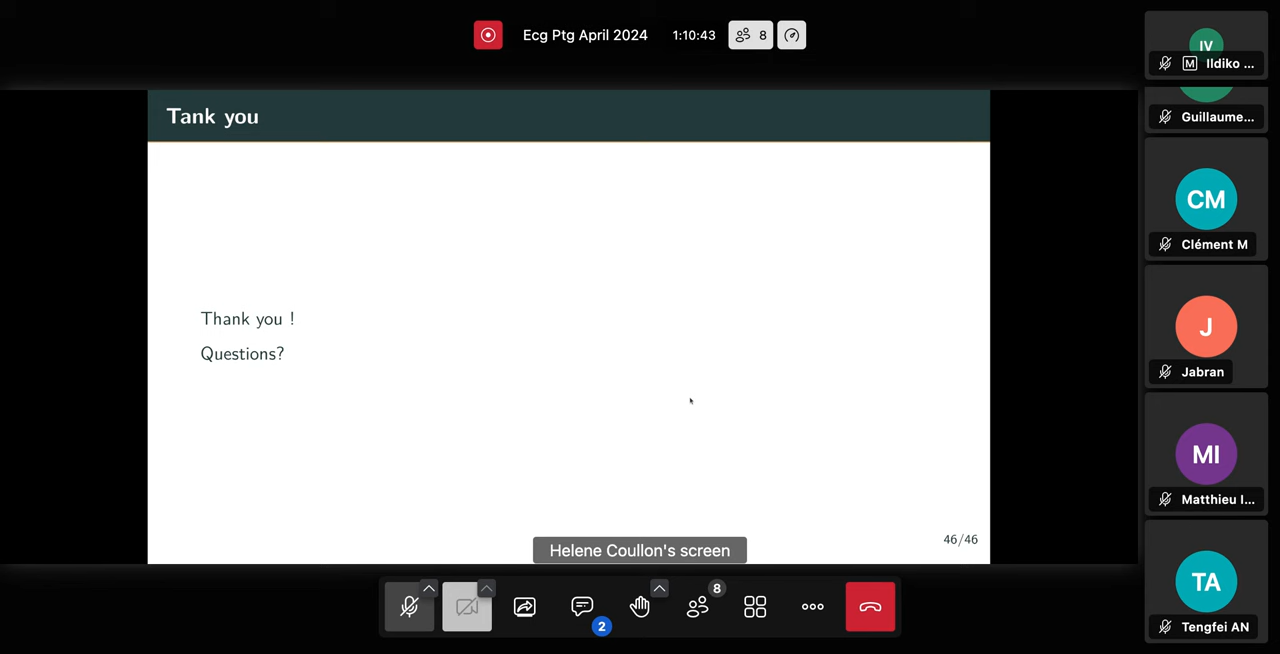 Ecg Ptg April 2024
1:10:43
8
Tank you
Thank you !
Questions?
46/46
Helene Coullon's screen
2
8
IV
M
Ildiko ...
Guillaume...
CM
Clément M
J
Jabran
MI
Matthieu I...
TA
Tengfei AN